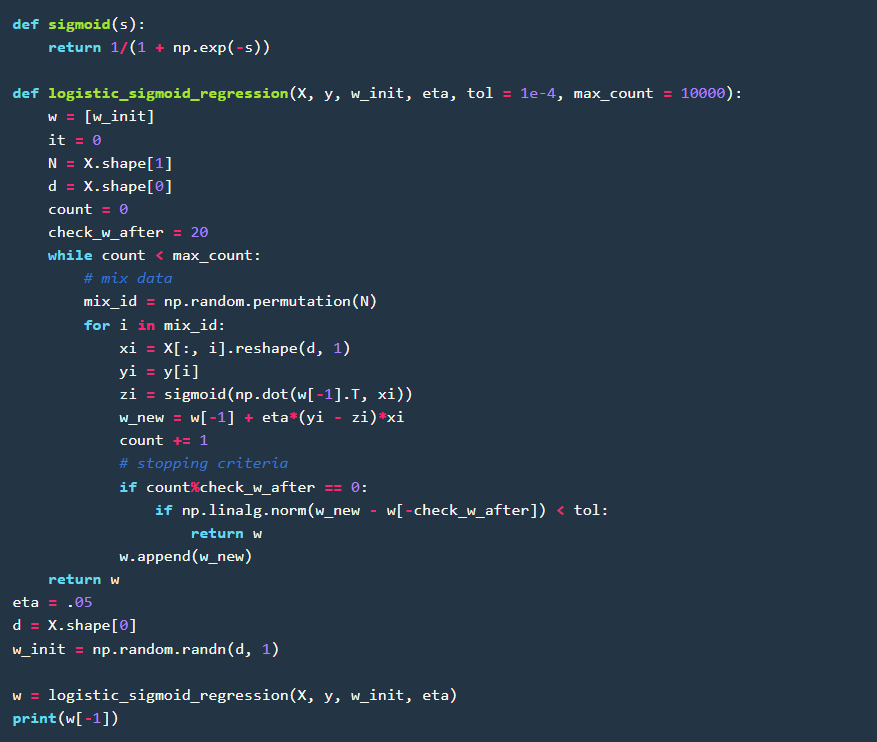 def sigmoid(s):
    return 1/(1 + np.exp(-s))

def logistic_sigmoid_regression(X, y, w_init, eta, tol = 1e-4, max_count = 10000):
    w = [w_init]
    it = 0
    N = X.shape[1]
    d = X.shape[0]
    count = 0
    check_w_after = 20
    while count < max_count:
        # mix data
        mix_id = np.random.permutation(N)
        for i in mix_id:
            xi = X[:, i].reshape(d, 1)
            yi = y[i]
            zi = sigmoid(np.dot(w[-1].T, xi))
            w_new = w[-1] + eta*(yi - zi)*xi
            count += 1
            # stopping criteria
            if count%check_w_after == 0:
                if np.linalg.norm(w_new - w[-check_w_after]) < tol:
                    return w
            w.append(w_new)
    return w
eta = .05
d = X.shape[0]
w_init = np.random.randn(d, 1)

w = logistic_sigmoid_regression(X, y, w_init, eta)
print(w[-1])